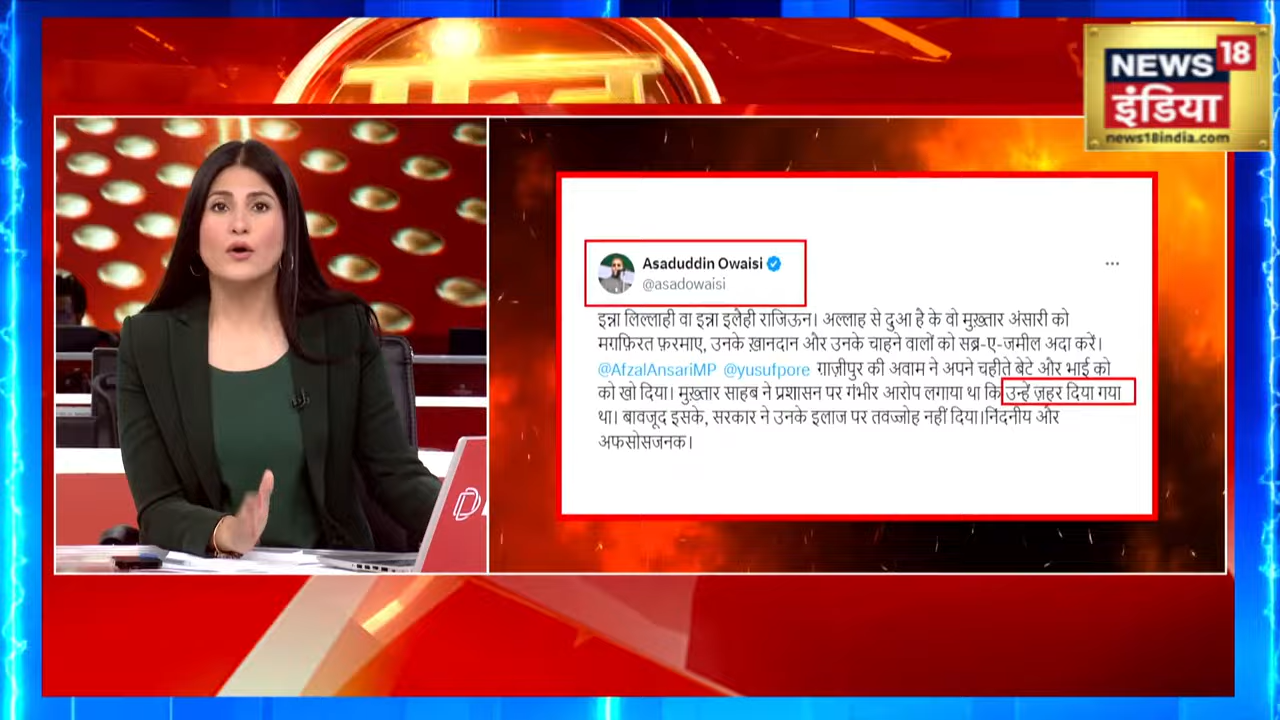 NEWS 18
इंडिया
news18india.com
Asaduddin Owaisi
@asadowaisi
इन्ना लिल्लाही वा इन्ना इलैही राजिऊन। अल्लाह से दुआ है के वो मुख़्तार अंसारी को
मग़फ़िरत फ़रमाए, उनके ख़ानदान और उनके चाहने वालों को सब्र-ए-जमील अदा करें।
@AfzalAnsariMP @yusufpore ग़ाज़ीपुर की अवाम ने अपने चहीते बेटे और भाई को
को खो दिया। मुख़्तार साहब ने प्रशासन पर गंभीर आरोप लगाया था कि उन्हें ज़हर दिया गया
था। बावजूद इसके, सरकार ने उनके इलाज पर तवज्जोह नहीं दिया।निंदनीय और
अफसोसजनक।